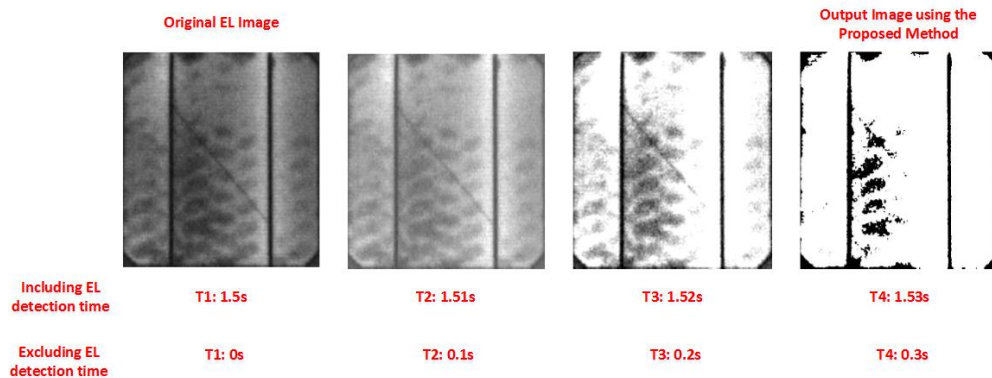 Original EL Image
Output Image using the
Proposed Method
Including EL
detection time
T1: 1.5s
T2: 1.51s
T3: 1.52s
T4: 1.53s
Excluding EL
detection time
T1: 0s
T2: 0.1s
T3: 0.2s
T4: 0.3s